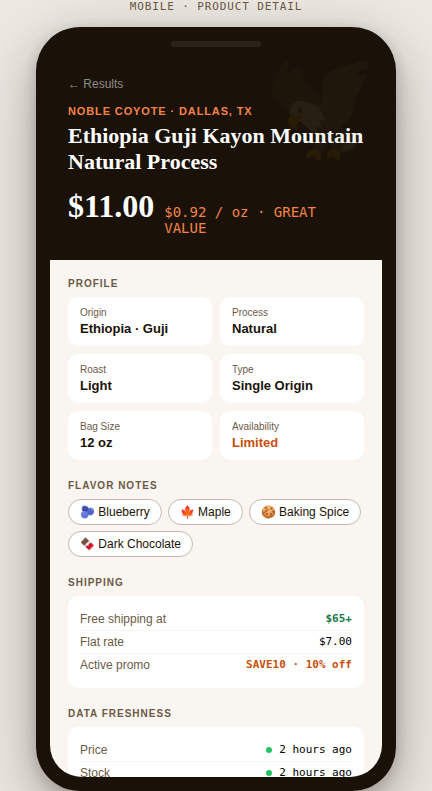 MOBILE · PRODUCT DETAIL
← Results
NOBLE COYOTE · DALLAS, TX
Ethiopia Guji Kayon Mountain
Natural Process
$11.00 $0.92 / oz · GREAT
VALUE
PROFILE
Origin
Ethiopia · Guji
Process
Natural
Roast
Light
Type
Single Origin
Bag Size
12 oz
Availability
Limited
FLAVOR NOTES
🫐 Blueberry 🍁 Maple 🍪 Baking Spice
🍫 Dark Chocolate
SHIPPING
Free shipping at $65+
Flat rate $7.00
Active promo SAVE10 · 10% off
DATA FRESHNESS
Price 2 hours ago
Stock 2 hours ago